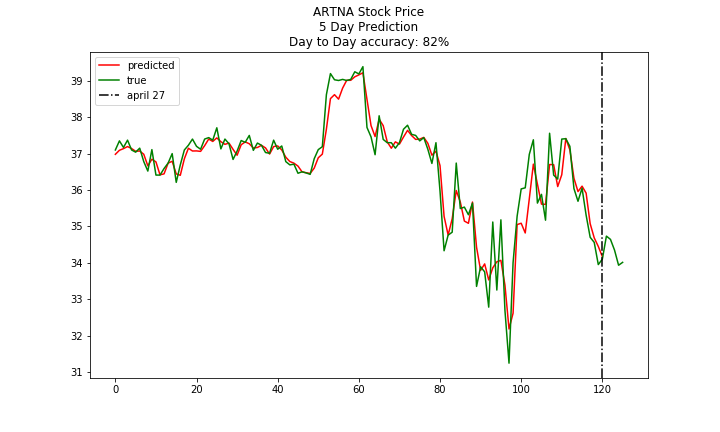 ARTNA Stock Price
5 Day Prediction
Day to Day accuracy: 82%
predicted
true
april 27
39
38
37
36
35
34
33
32
31
0
20
40
60
80
100
120